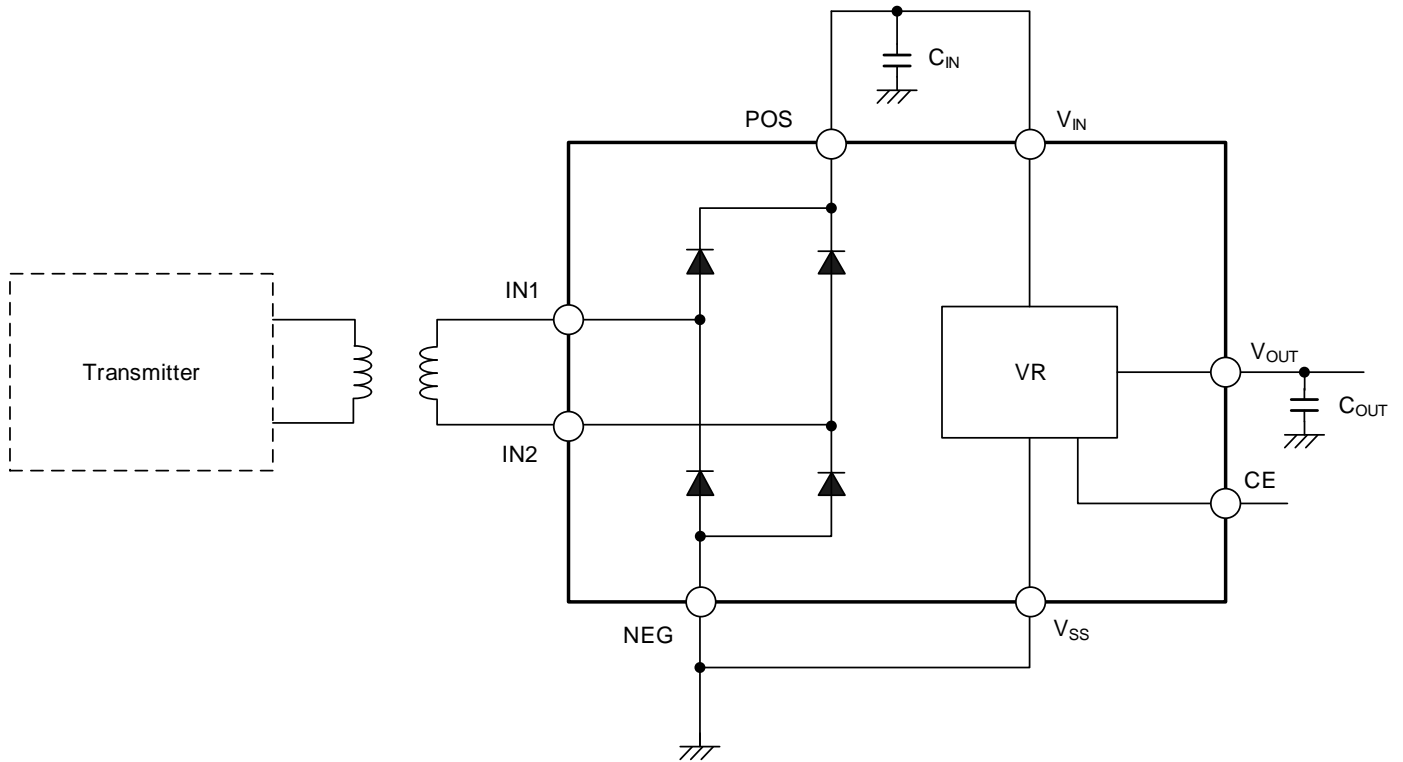 C_IN
POS
V_IN
IN1
Transmitter
VR
V_OUT
C_OUT
IN2
CE
NEG
V_SS